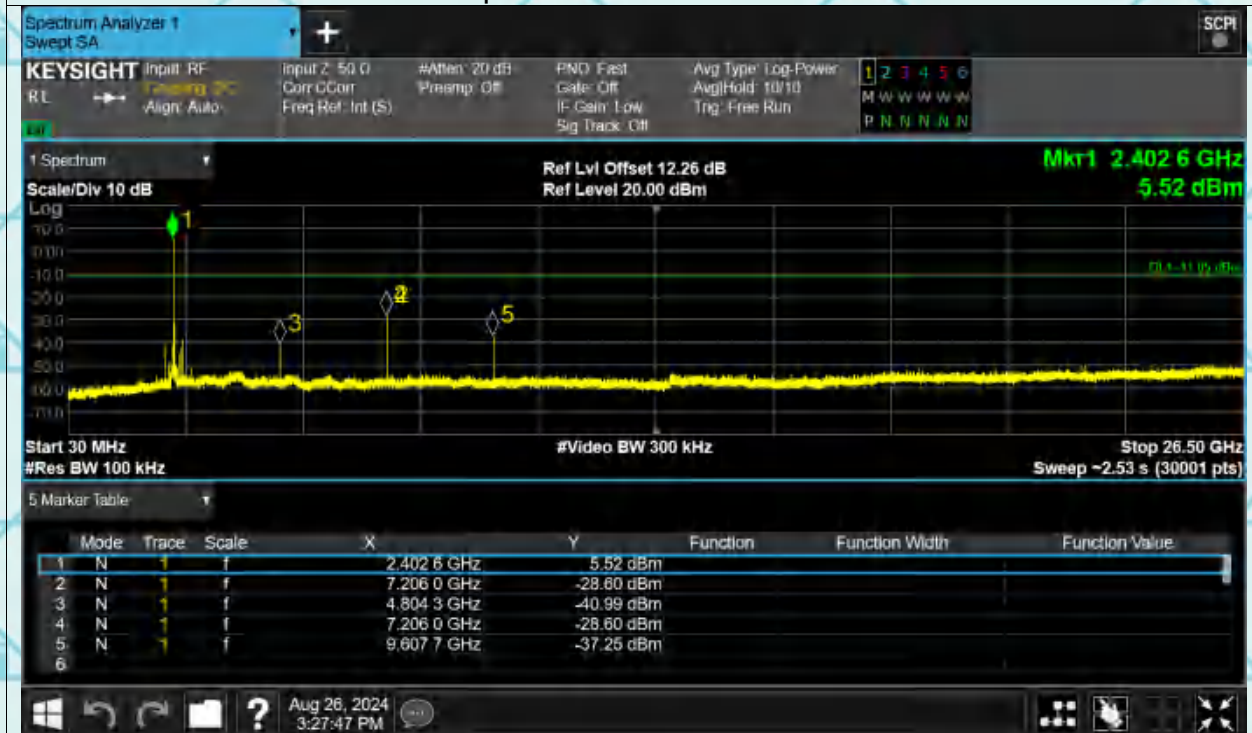 Spectrum Analyzer 1
Swept SA
+
SCPI
KEYSIGHT Input: RF Input Z: 50 Ω #Atten: 20 dB PNO: Fast Avg Type: Log-Power 1 2 3 4 5 6
RL Coupling: DC Corr CCorr Preamp: Off Gate: Off Avg|Hold: 10/10 M W W W W W
Align: Auto Freq Ref: Int (S) IF Gain: Low Trig: Free Run
Sig Track: Off P N N N N N
1 Spectrum
Ref Lvl Offset 12.26 dB Mkr1 2.402 6 GHz
Scale/Div 10 dB Ref Level 20.00 dBm 5.52 dBm
Log
10.0
0.00
-10.0
-20.0
-30.0
-40.0
-50.0
-60.0
-70.0
1
3
5
Start 30 MHz #Video BW 300 kHz Stop 26.50 GHz
#Res BW 100 kHz Sweep ~2.53 s (30001 pts)
5 Marker Table
Mode Trace Scale X Y Function Function Width Function Value
1 N 1 f 2.402 6 GHz 5.52 dBm
2 N 1 f 7.206 0 GHz -28.60 dBm
3 N 1 f 4.804 3 GHz -40.99 dBm
4 N 1 f 7.206 0 GHz -28.60 dBm
5 N 1 f 9.607 7 GHz -37.25 dBm
6
? Aug 26, 2024
3:27:47 PM